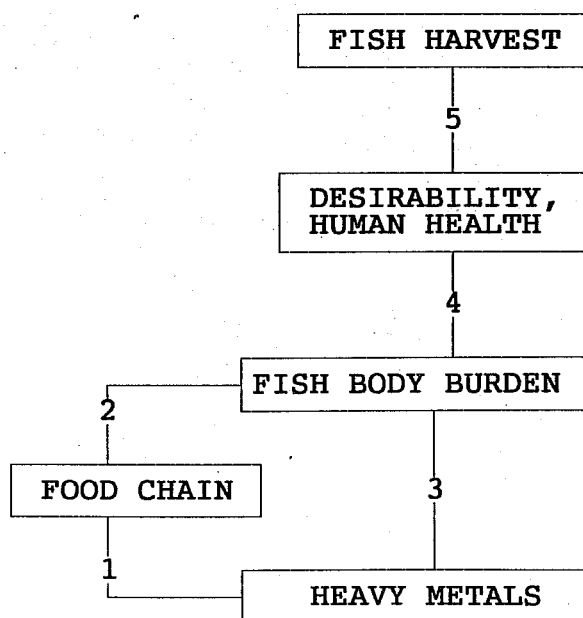 FISH HARVEST
5
DESIRABILITY,
HUMAN HEALTH
4
FISH BODY BURDEN
2
FOOD CHAIN
3
1
HEAVY METALS